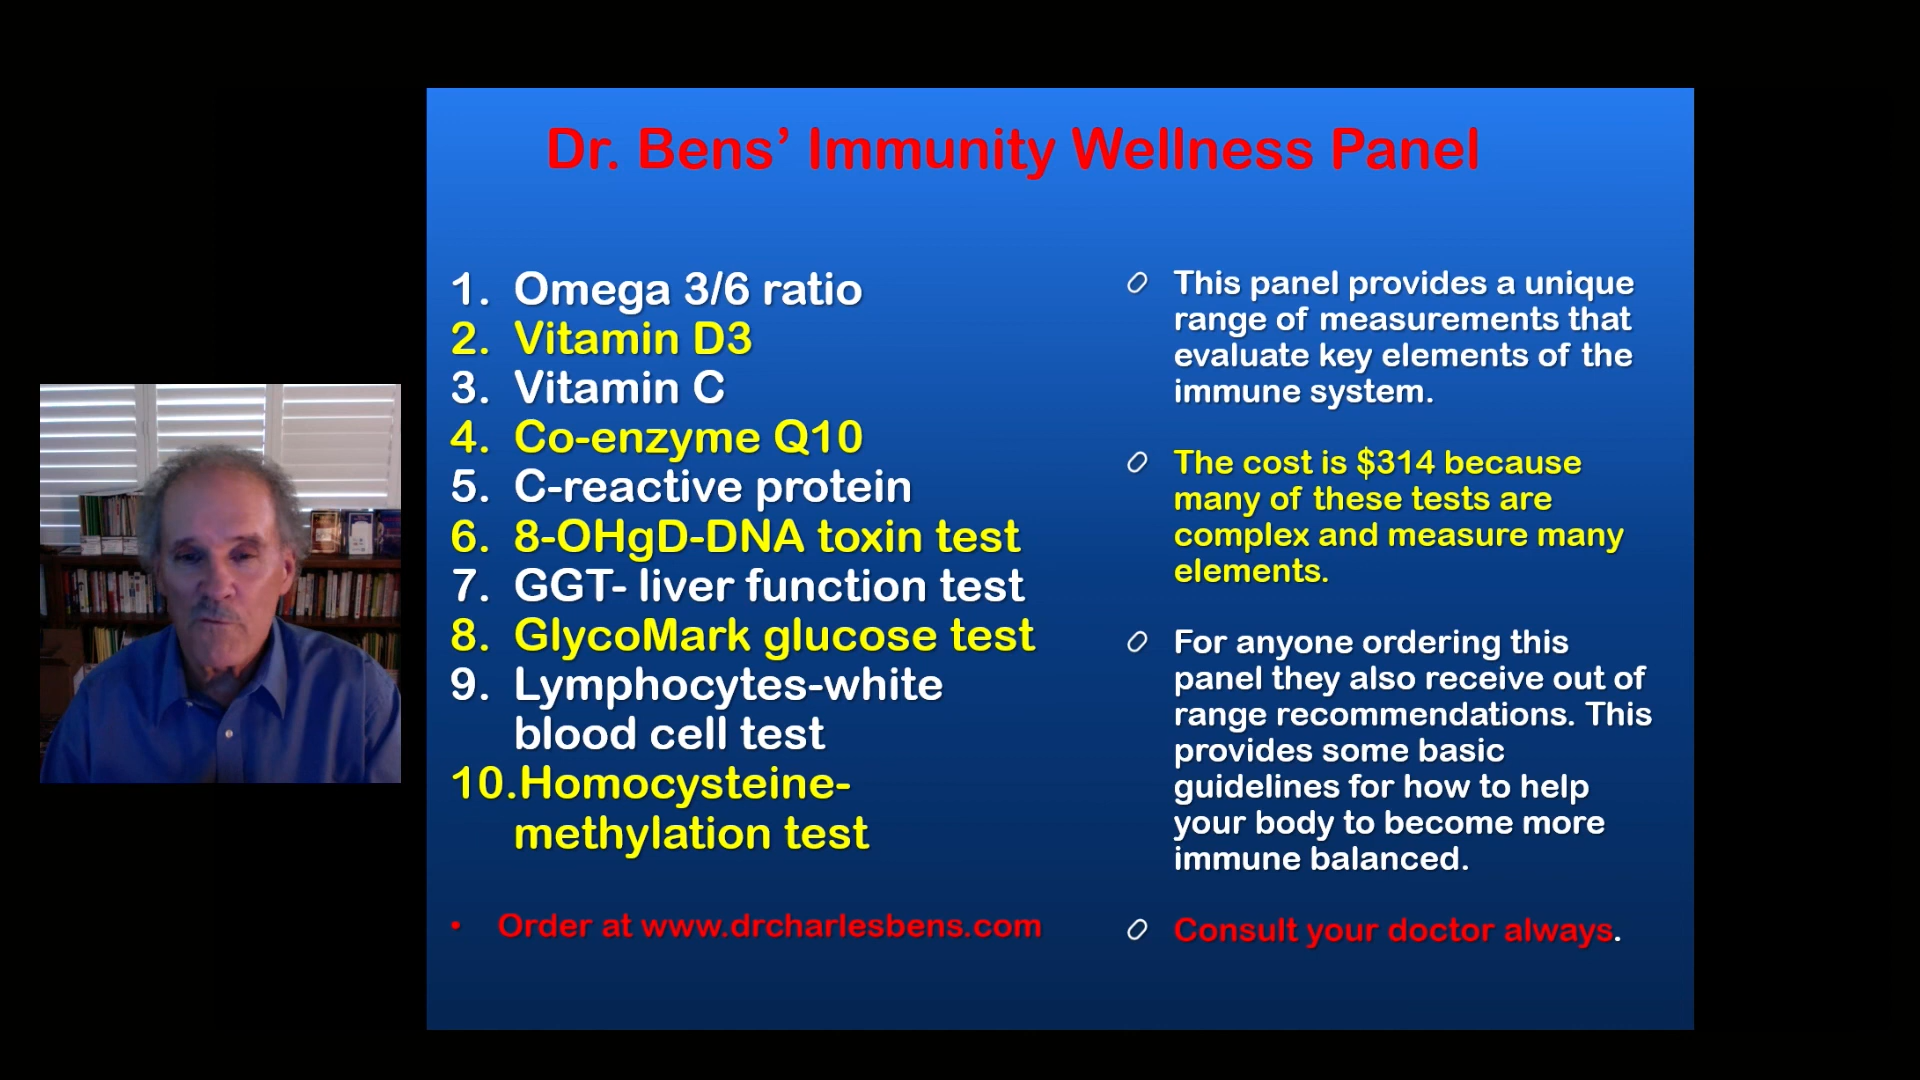 Dr. Bens’ Immunity Wellness Panel
1. Omega 3/6 ratio
2. Vitamin D3
3. Vitamin C
4. Co-enzyme Q10
5. C-reactive protein
6. 8-OHgD-DNA toxin test
7. GGT- liver function test
8. GlycoMark glucose test
9. Lymphocytes-white
blood cell test
10.Homocysteine-
methylation test
• Order at www.drcharlesbens.com
This panel provides a unique
range of measurements that
evaluate key elements of the
immune system.
The cost is $314 because
many of these tests are
complex and measure many
elements.
For anyone ordering this
panel they also receive out of
range recommendations. This
provides some basic
guidelines for how to help
your body to become more
immune balanced.
Consult your doctor always.